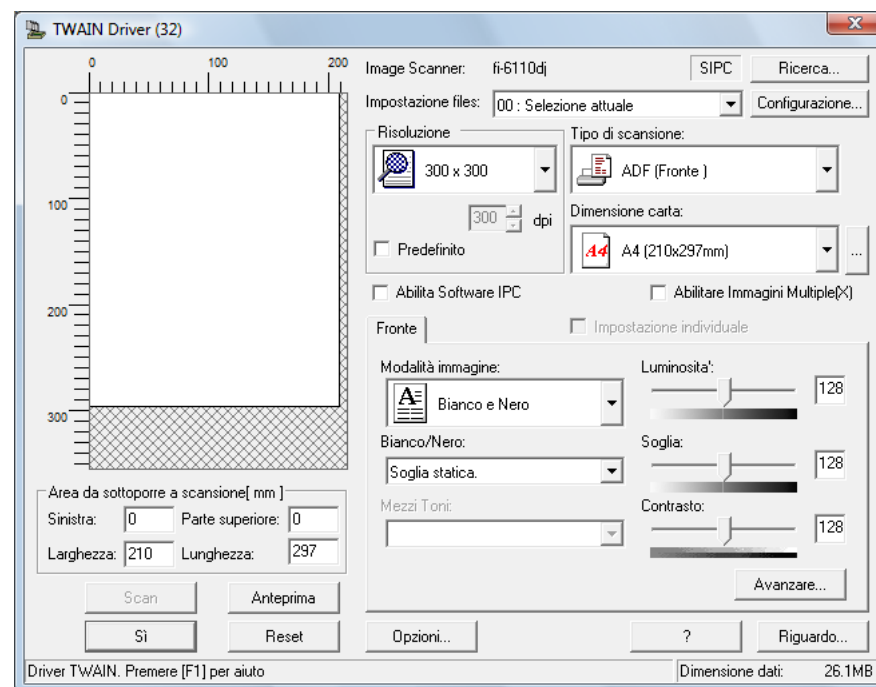 TWAIN Driver (32)
0 100 200
0
100
200
300
Image Scanner: fi-6110dj SIPC Ricerca...
Impostazione files: 00 : Selezione attuale Configurazione...
Risoluzione
300 x 300
300 dpi
Predefinito
Tipo di scansione:
ADF (Fronte )
Dimensione carta:
A4 A4 (210x297mm) ...
Abilita Software IPC Abilitare Immagini Multiple(X)
Fronte Impostazione individuale
Modalità immagine:
A Bianco e Nero
Bianco/Nero:
Soglia statica.
Mezzi Toni:
Luminosita':
128
Soglia:
128
Contrasto:
128
Avanzare...
Area da sottoporre a scansione[ mm ]
Sinistra: 0 Parte superiore: 0
Larghezza: 210 Lunghezza: 297
Scan Anteprima
Sì Reset Opzioni... ? Riguardo...
Driver TWAIN. Premere [F1] per aiuto Dimensione dati: 26.1MB